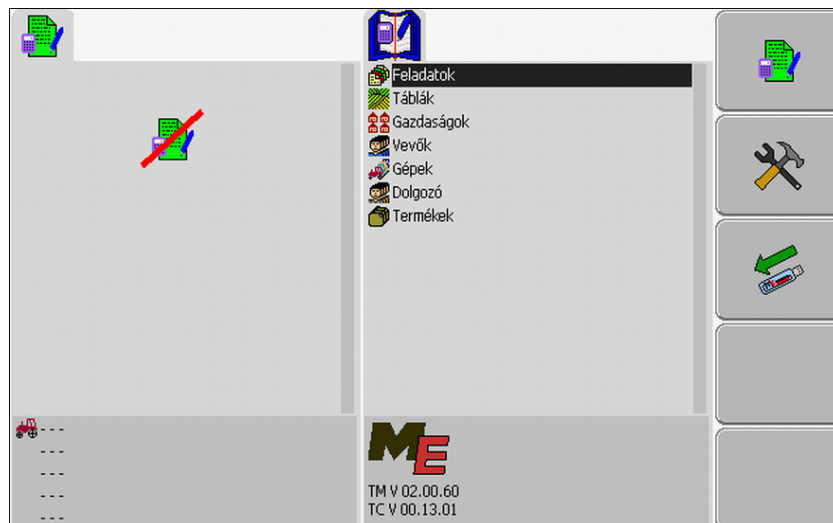 Feladatok
Táblák
Gazdaságok
Vevők
Gépek
Dolgozó
Termékek
---
---
---
---
---
ME
TM V 02.00.60
TC V 00.13.01